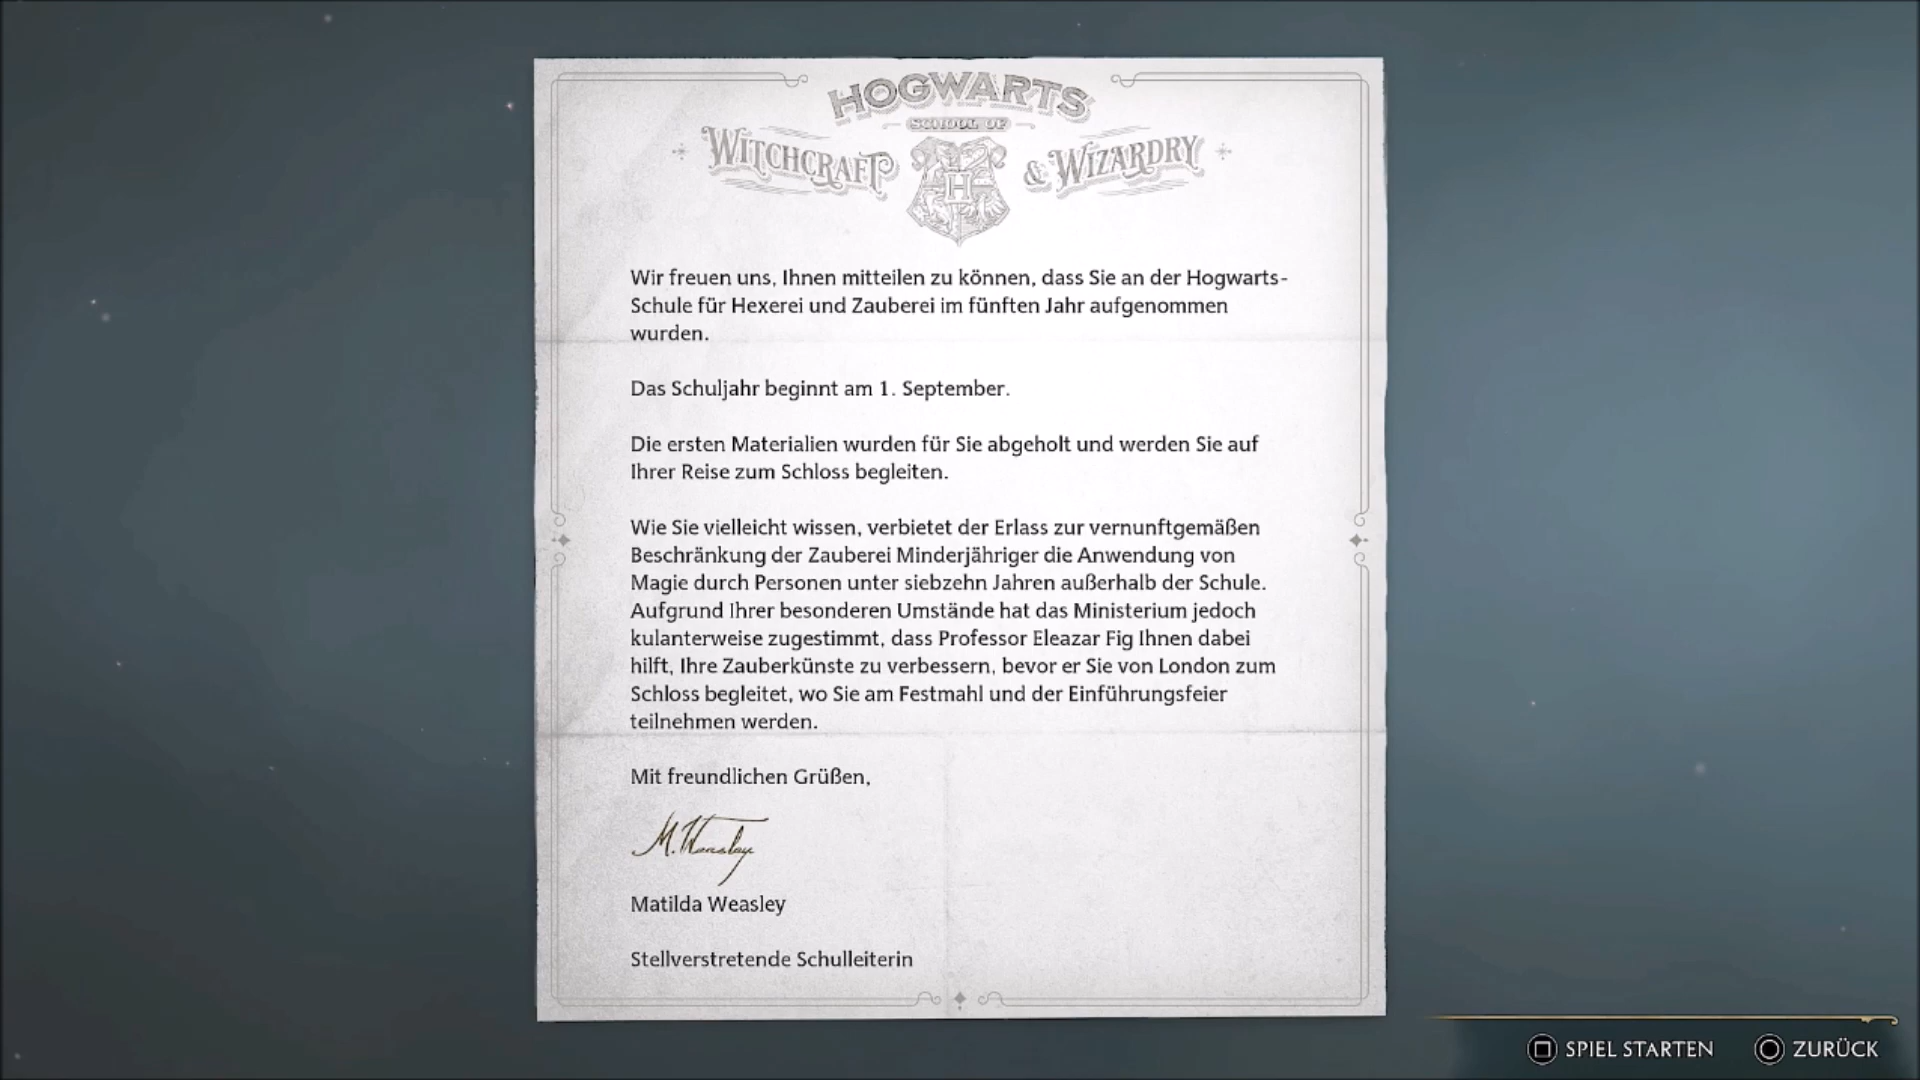 HOGWARTS
SCHOOL OF
WITCHCRAFT & WIZARDRY
H
Wir freuen uns, Ihnen mitteilen zu können, dass Sie an der Hogwarts-
Schule für Hexerei und Zauberei im fünften Jahr aufgenommen
wurden.
Das Schuljahr beginnt am 1. September.
Die ersten Materialien wurden für Sie abgeholt und werden Sie auf
Ihrer Reise zum Schloss begleiten.
Wie Sie vielleicht wissen, verbietet der Erlass zur vernunftgemäßen
Beschränkung der Zauberei Minderjähriger die Anwendung von
Magie durch Personen unter siebzehn Jahren außerhalb der Schule.
Aufgrund Ihrer besonderen Umstände hat das Ministerium jedoch
kulanterweise zugestimmt, dass Professor Eleazar Fig Ihnen dabei
hilft, Ihre Zauberkünste zu verbessern, bevor er Sie von London zum
Schloss begleitet, wo Sie am Festmahl und der Einführungsfeier
teilnehmen werden.
Mit freundlichen Grüßen,
M. Weasley
Matilda Weasley
Stellverstretende Schulleiterin
SPIEL STARTEN ZURÜCK